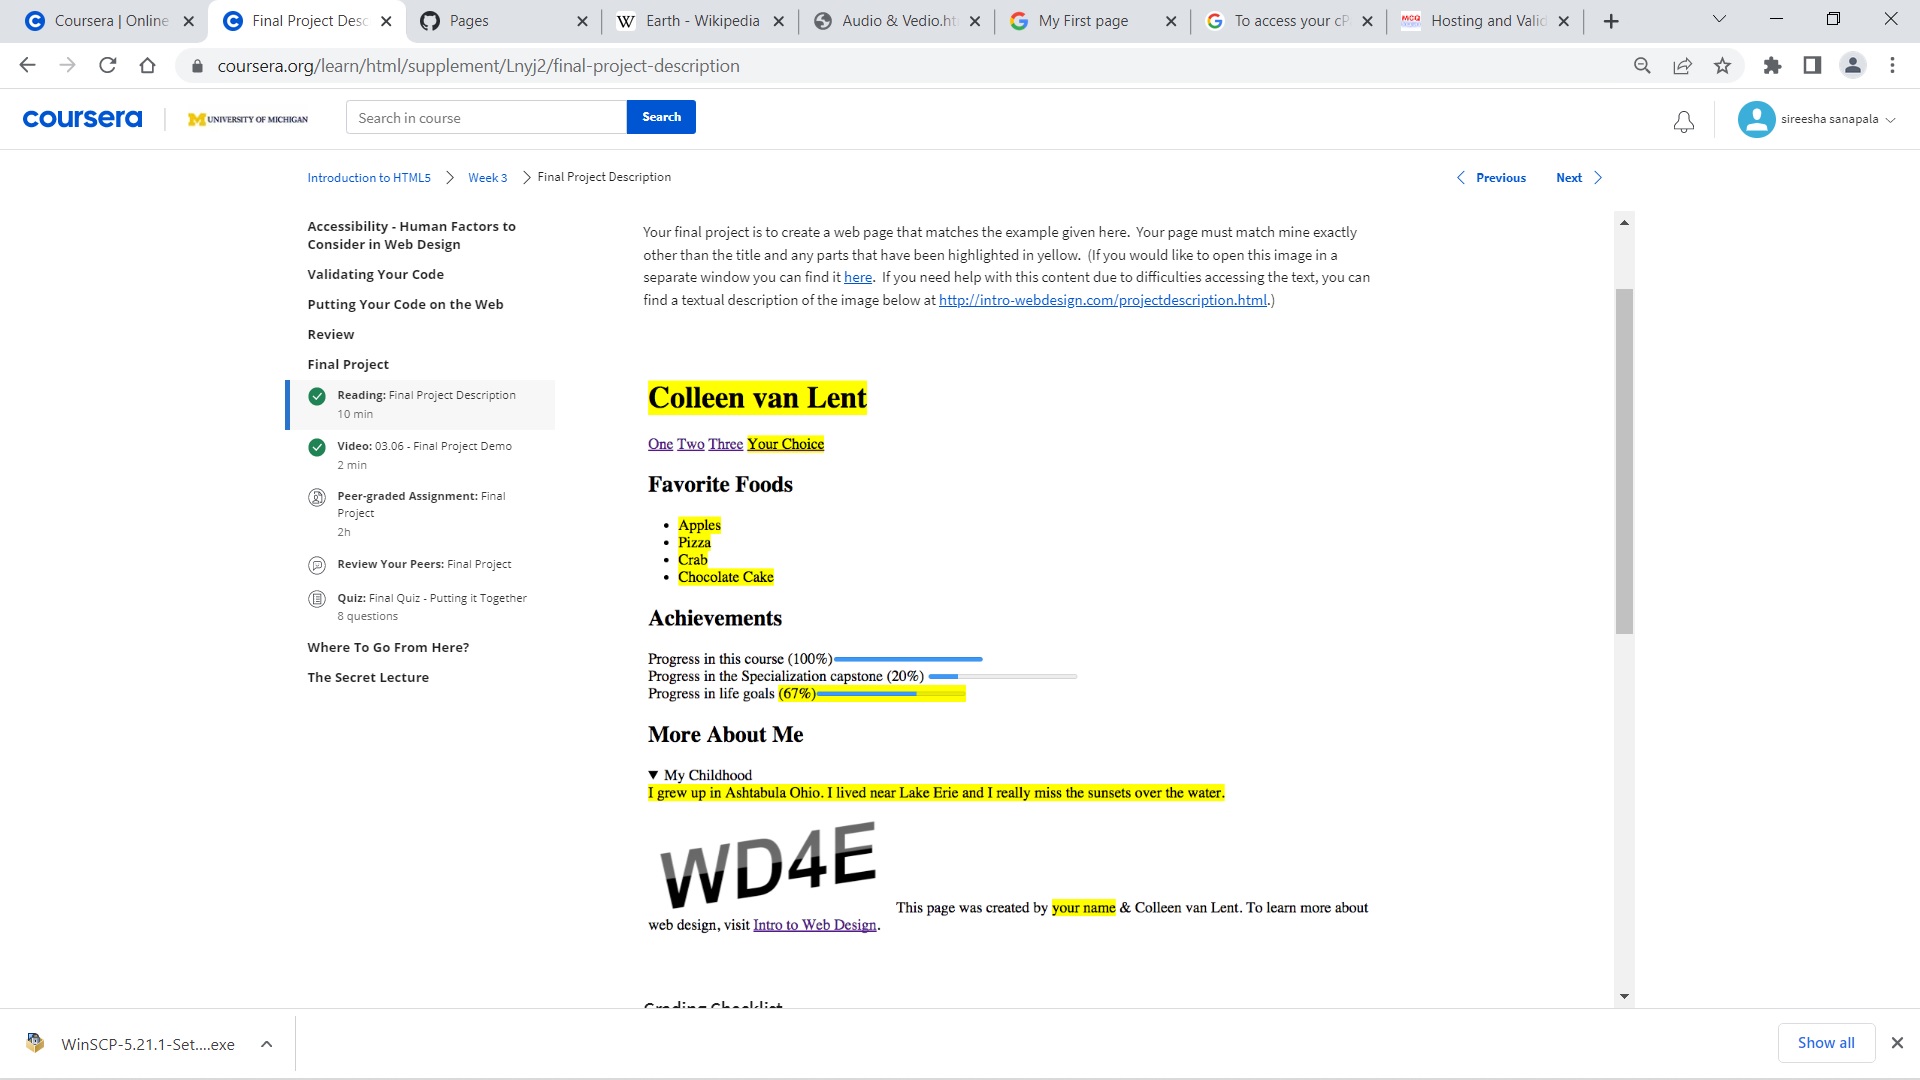 Coursera | Online
Final Project Desc
Pages
Earth - Wikipedia
Audio & Vedio.ht
My First page
To access your cP
Hosting and Valid
coursera.org/learn/html/supplement/Lnyj2/final-project-description
coursera
M UNIVERSITY OF MICHIGAN
Search in course
Search
sireesha sanapala
Introduction to HTML5
Week 3
Final Project Description
Previous
Next
Accessibility - Human Factors to
Consider in Web Design
Validating Your Code
Putting Your Code on the Web
Review
Final Project
Reading: Final Project Description
10 min
Video: 03.06 - Final Project Demo
2 min
Peer-graded Assignment: Final
Project
2h
Review Your Peers: Final Project
Quiz: Final Quiz - Putting it Together
8 questions
Where To Go From Here?
The Secret Lecture
Your final project is to create a web page that matches the example given here. Your page must match mine exactly
other than the title and any parts that have been highlighted in yellow. (If you would like to open this image in a
separate window you can find it here. If you need help with this content due to difficulties accessing the text, you can
find a textual description of the image below at http://intro-webdesign.com/projectdescription.html.)
Colleen van Lent
One Two Three Your Choice
Favorite Foods
• Apples
• Pizza
• Crab
• Chocolate Cake
Achievements
Progress in this course (100%)
Progress in the Specialization capstone (20%)
Progress in life goals (67%)
More About Me
▼ My Childhood
I grew up in Ashtabula Ohio. I lived near Lake Erie and I really miss the sunsets over the water.
WD4E
This page was created by your name & Colleen van Lent. To learn more about
web design, visit Intro to Web Design.
Grading Checklist
WinSCP-5.21.1-Set....exe
Show all